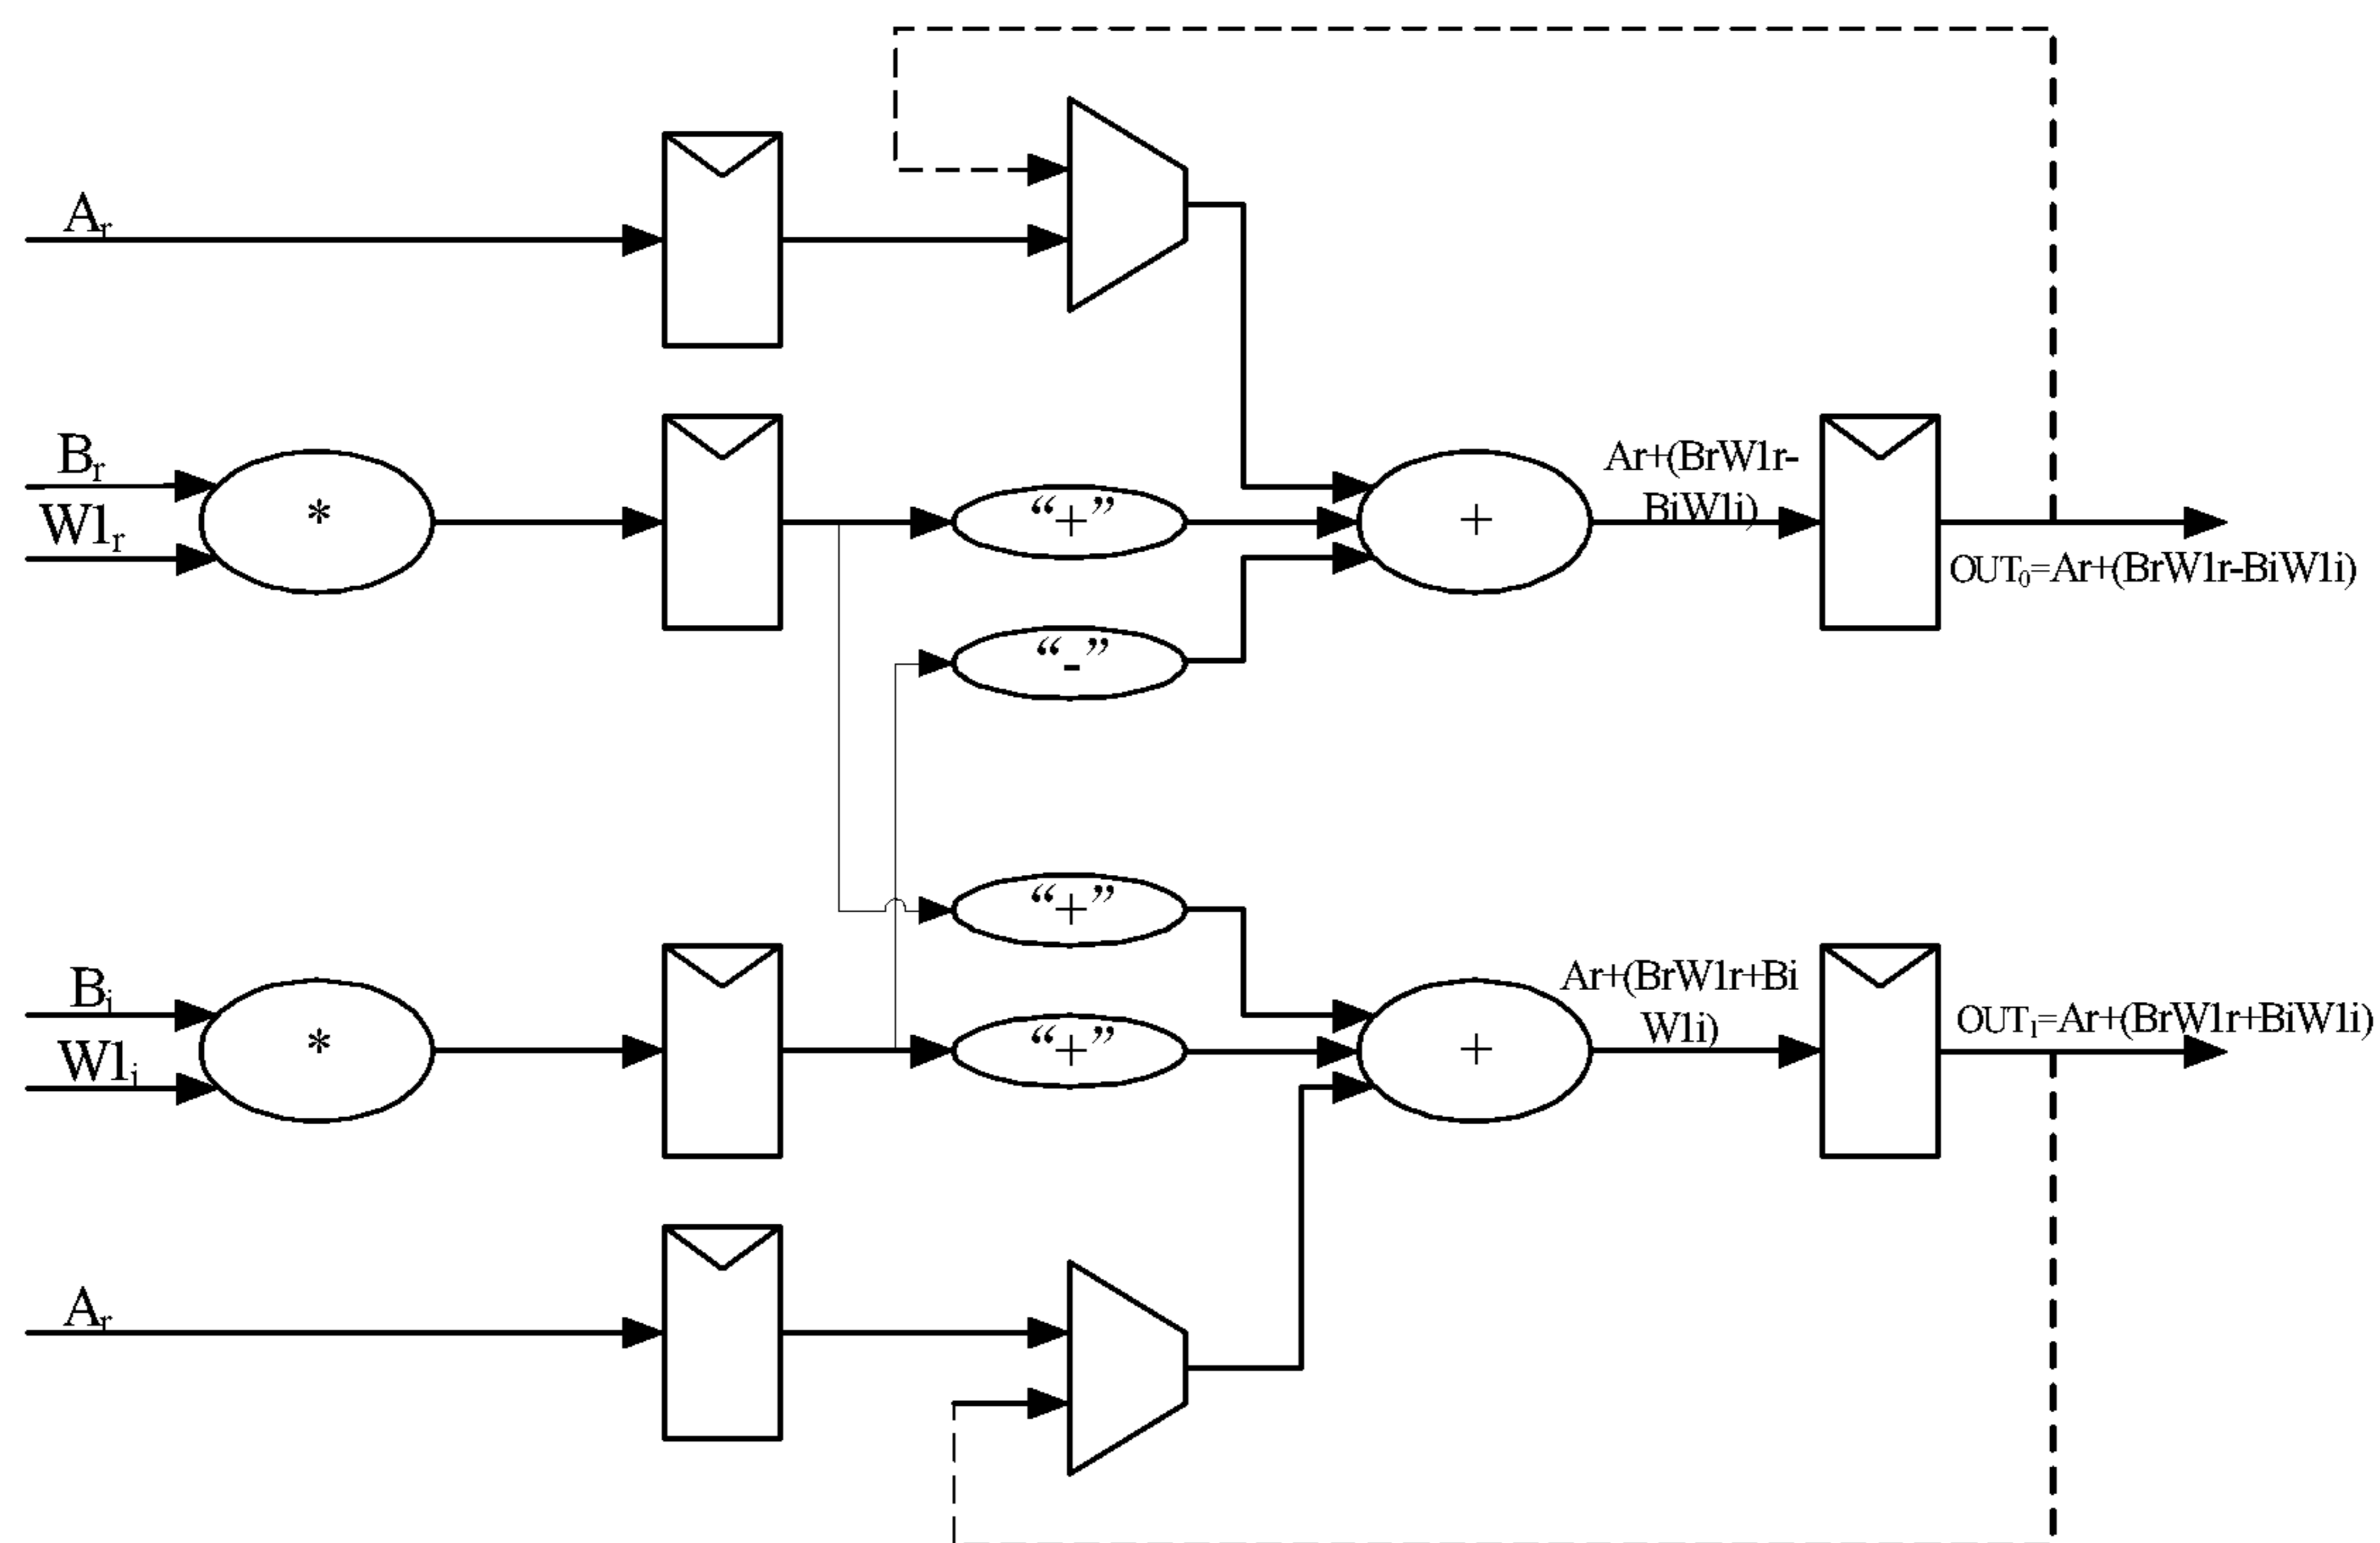 Ar
Br
W1r
*
“+”
“-”
+
Ar+(BrW1r-
BiW1i)
OUT0=Ar+(BrW1r-BiW1i)
Bi
W1i
*
“+”
“+”
+
Ar+(BrW1r+Bi
W1i)
OUT1=Ar+(BrW1r+BiW1i)
Ar